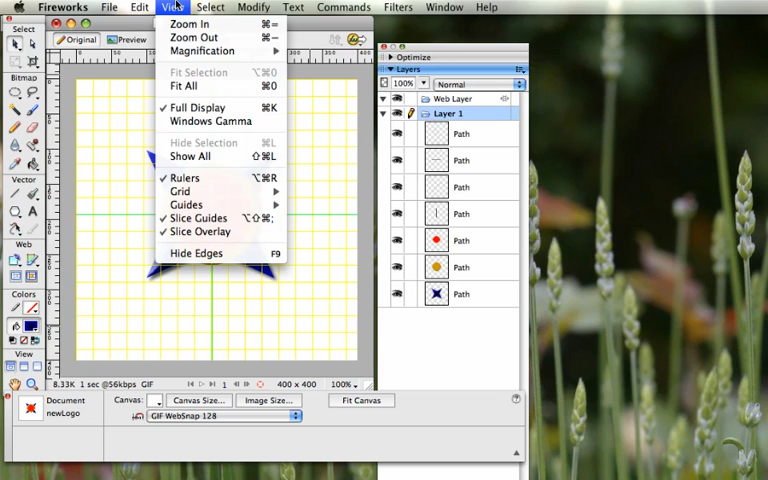 Fireworks File Edit View Select Modify Text Commands Filters Window Help
Select
Bitmap
Vector
Web
Colors
View
Original Preview
Zoom In ⌘=
Zoom Out ⌘−
Magnification
Fit Selection ⌥⌘0
Fit All ⌘0
Full Display ⌘K
Windows Gamma
Hide Selection ⌘L
Show All ⇧⌘L
Rulers ⌥⌘R
Grid
Guides
Slice Guides ⌥⇧⌘;
Slice Overlay
Hide Edges F9
Optimize
Layers
100% Normal
Web Layer
Layer 1
Path
Path
Path
Path
Path
Path
Path
8.33K 1 sec @56kbps GIF 1 400 x 400 100%
Document
newLogo
Canvas: Canvas Size... Image Size... Fit Canvas
GIF WebSnap 128